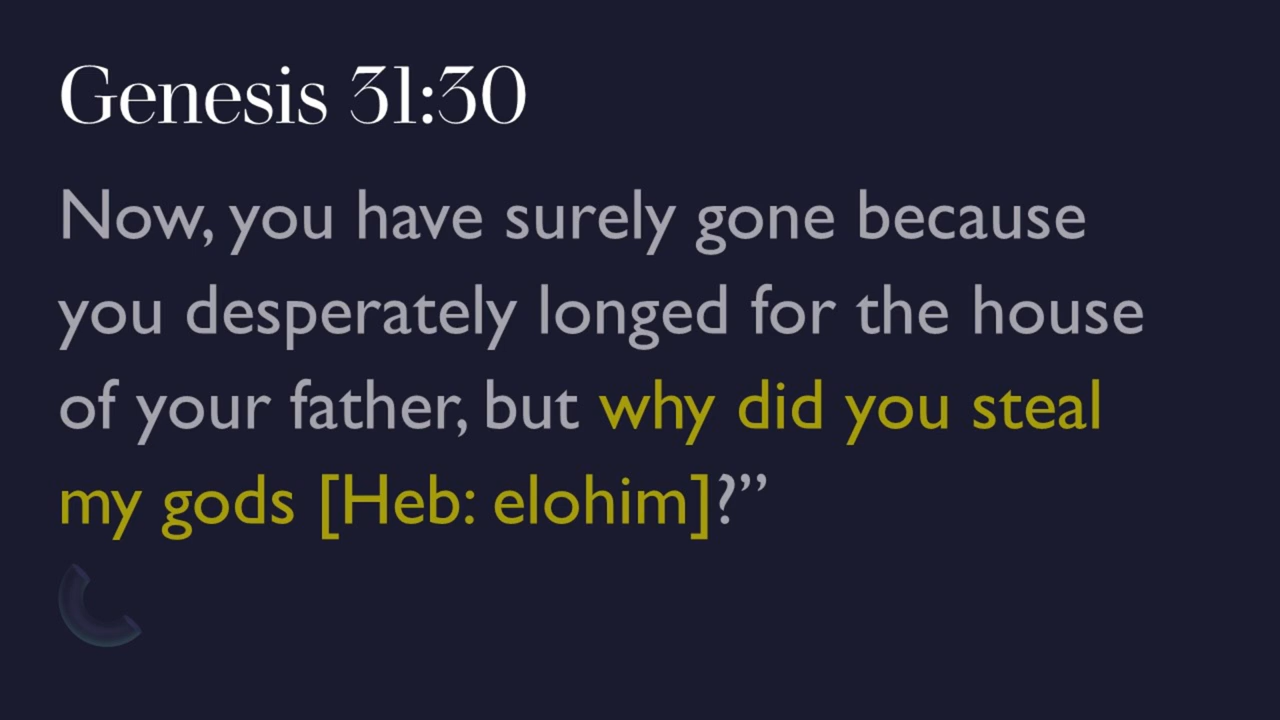 Genesis 31:30
Now, you have surely gone because
you desperately longed for the house
of your father, but why did you steal
my gods [Heb: elohim]?”